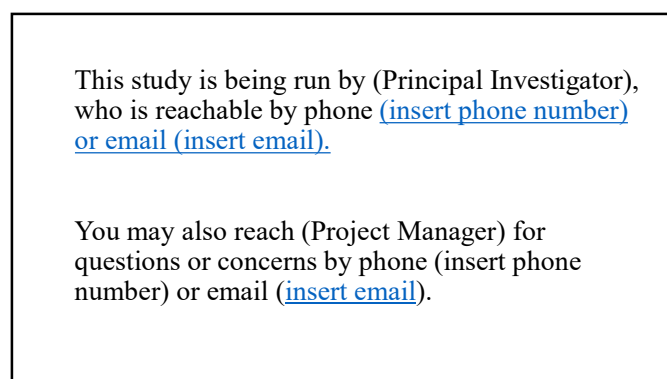 This study is being run by (Principal Investigator),
who is reachable by phone (insert phone number)
or email (insert email).
You may also reach (Project Manager) for
questions or concerns by phone (insert phone
number) or email (insert email).